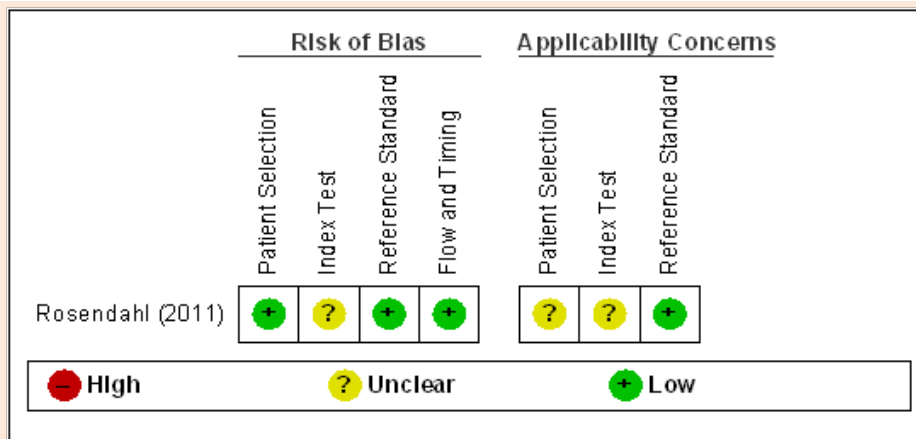 Risk of Bias
Applicability Concerns
Patient Selection
Index Test
Reference Standard
Flow and Timing
Patient Selection
Index Test
Reference Standard
Rosendahl (2011)
+ ? + + ? ? +
– High ? Unclear + Low